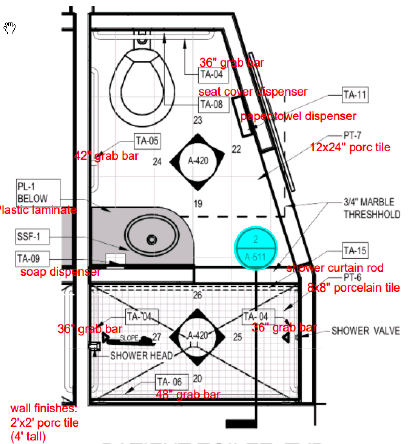 36" grab bar
TA-04
seat cover dispenser
TA-08
TA-11
paper towel dispenser
23
PT-7
TA-05
12x24" porc tile
24
A-420
22
42" grab bar
PL-1
BELOW
19
Plastic laminate
3/4" MARBLE
THRESHOLD
SSF-1
2
A-511
TA-09
TA-15
soap dispenser
shower curtain rod
PT-6
8x8" porcelain tile
26
TA-04
TA-04
36" grab bar
36" grab bar
SLOPE
27
A-420
25
SHOWER VALVE
SHOWER HEAD
20
TA-06
48" grab bar
wall finishes:
2'x2' porc tile
(4' tall)